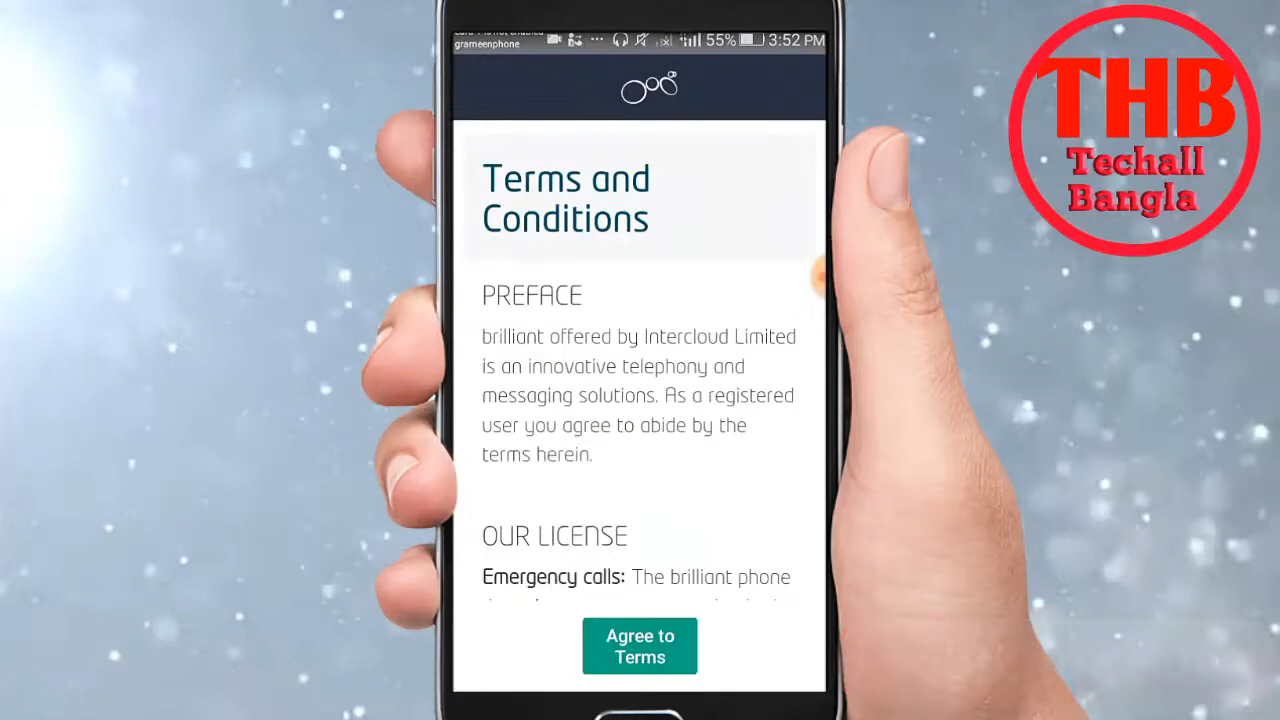 grameenphone
55%
3:52 PM
THB
Techall
Bangla
Terms and
Conditions
PREFACE
brilliant offered by Intercloud Limited
is an innovative telephony and
messaging solutions. As a registered
user you agree to abide by the
terms herein.
OUR LICENSE
Emergency calls: The brilliant phone
Agree to
Terms